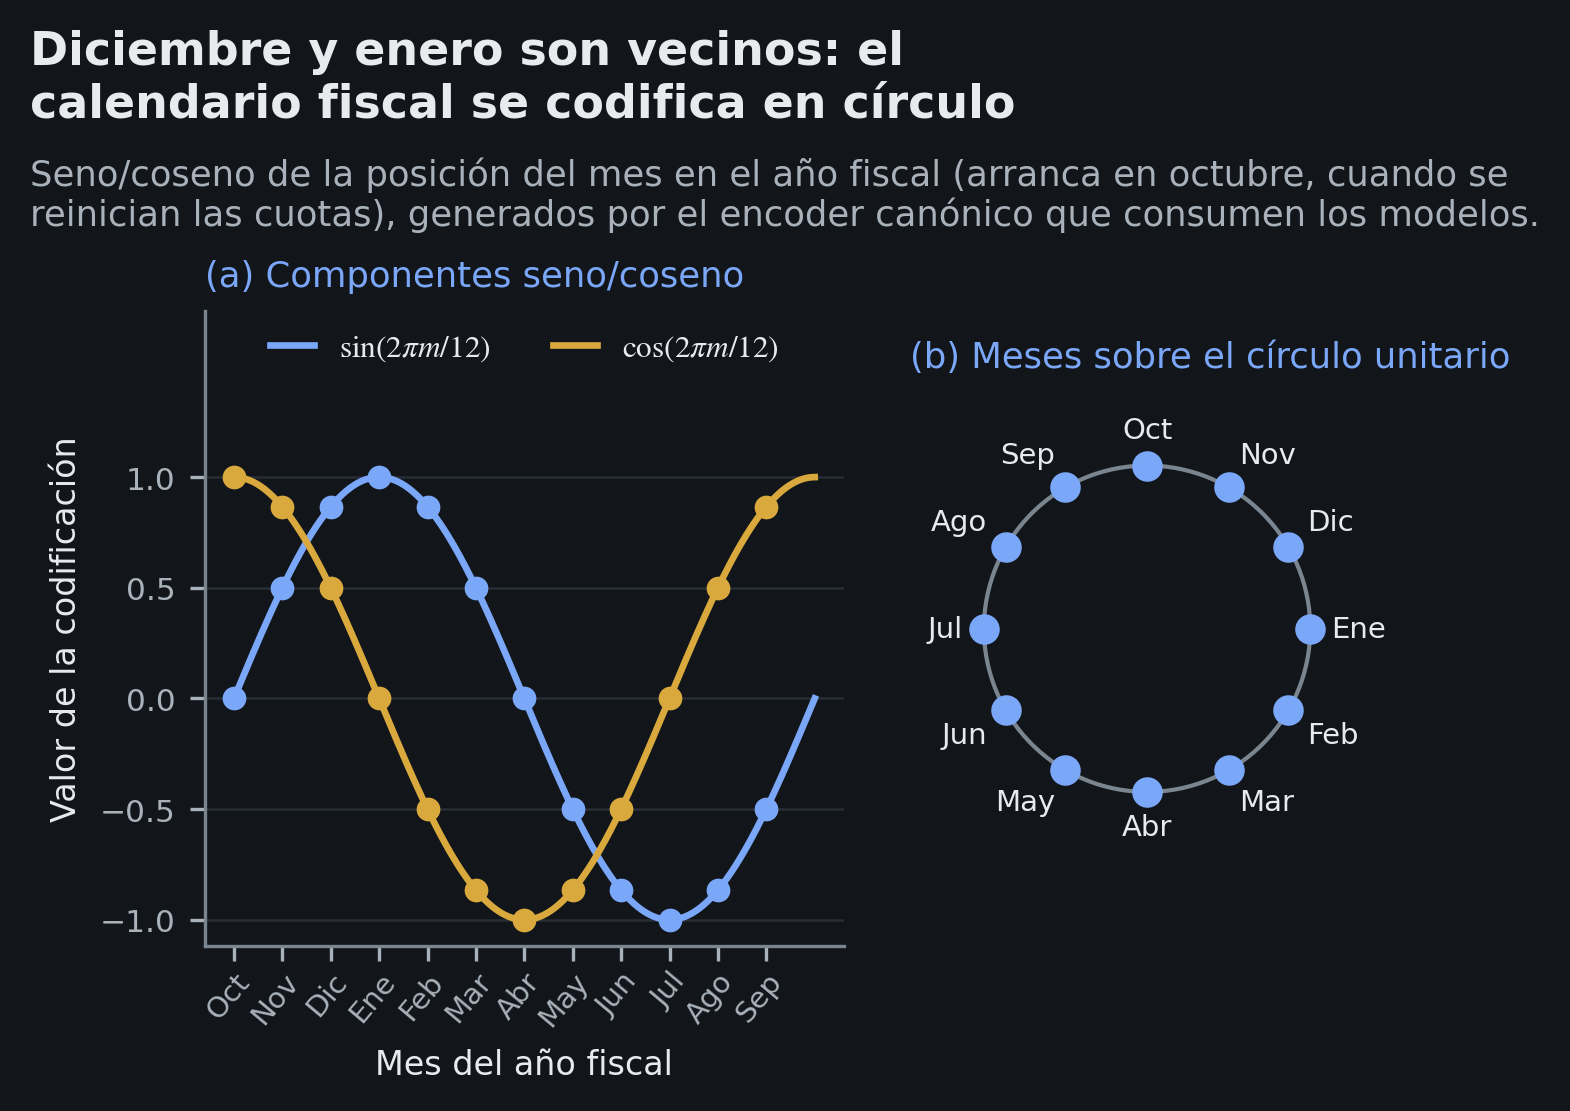 Diciembre y enero son vecinos: el
calendario fiscal se codifica en círculo
Seno/coseno de la posición del mes en el año fiscal (arranca en octubre, cuando se
reinician las cuotas), generados por el encoder canónico que consumen los modelos.
(a) Componentes seno/coseno
sin(2πm/12)
cos(2πm/12)
Valor de la codificación
1.0
0.5
0.0
−0.5
−1.0
Oct
Nov
Dic
Ene
Feb
Mar
Abr
May
Jun
Jul
Ago
Sep
Mes del año fiscal
(b) Meses sobre el círculo unitario
Oct
Nov
Dic
Ene
Feb
Mar
Abr
May
Jun
Jul
Ago
Sep